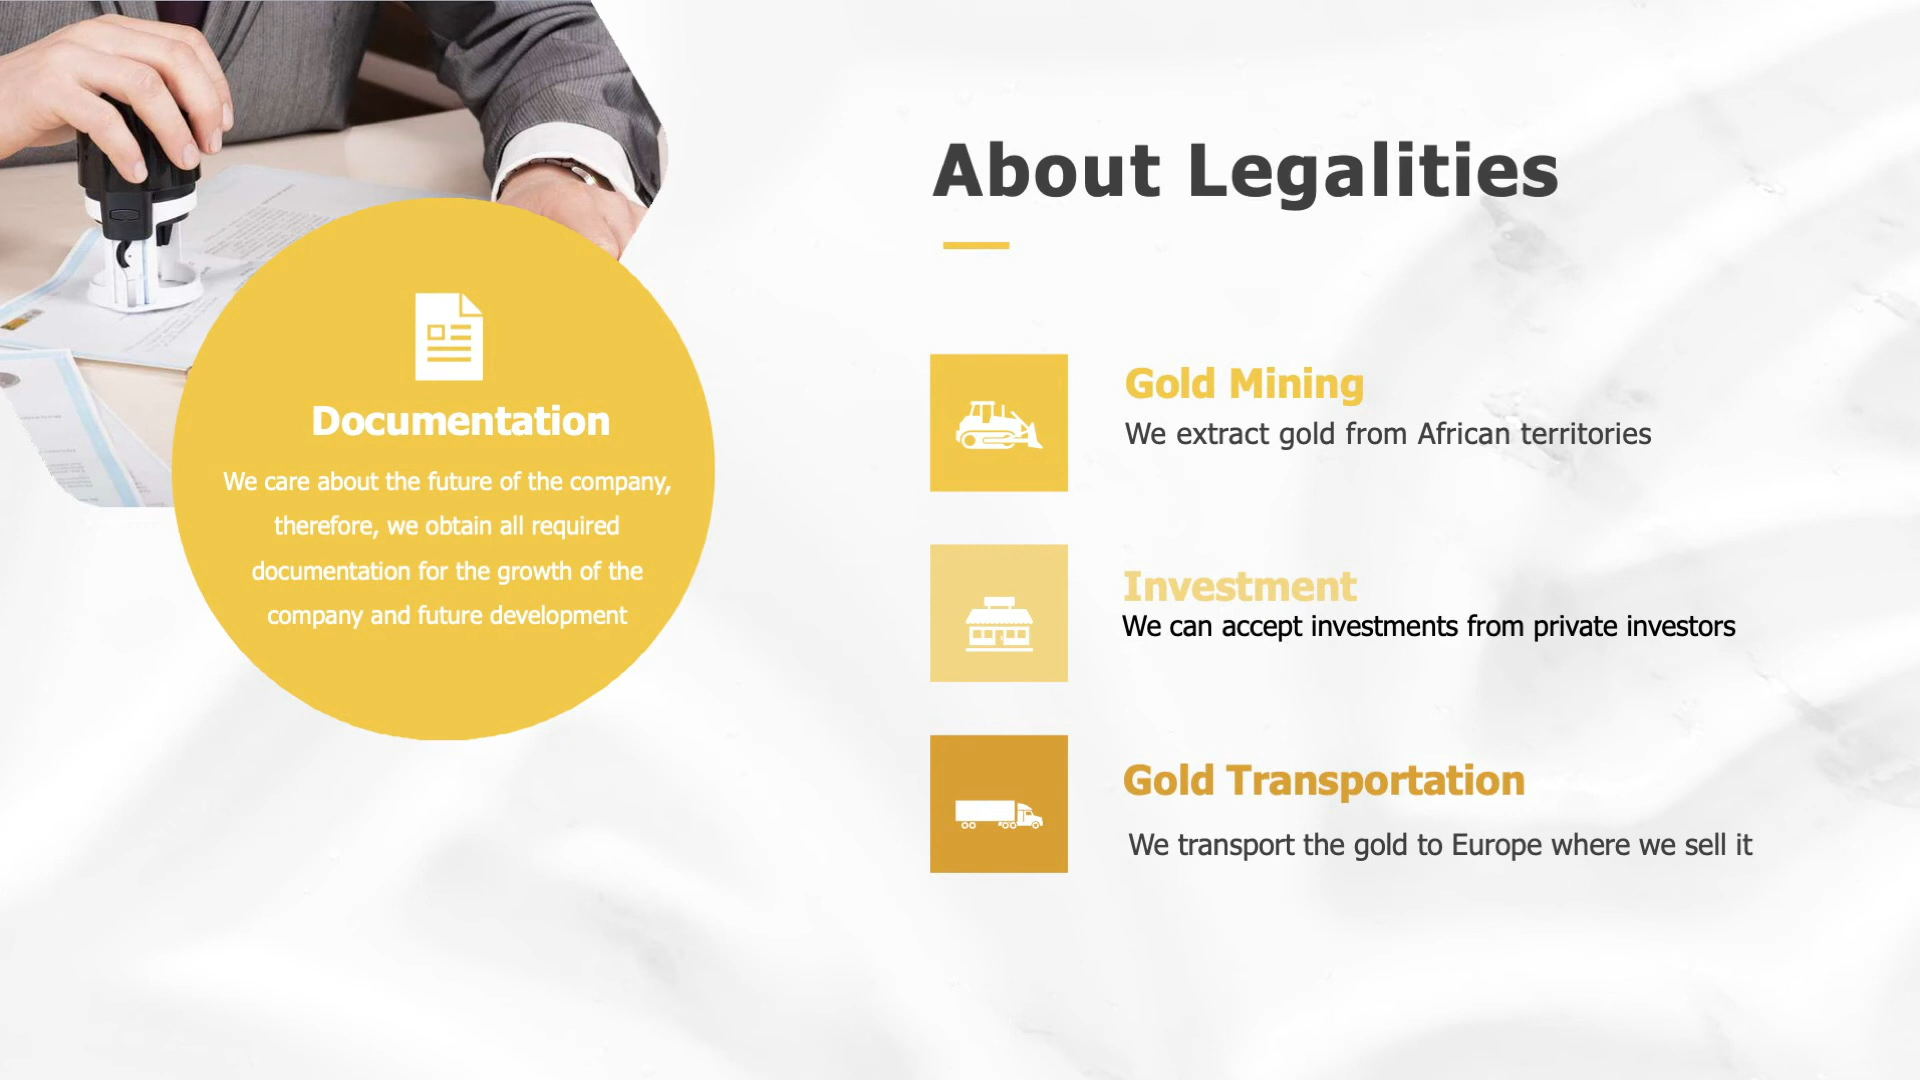 About Legalities
Documentation
We care about the future of the company,
therefore, we obtain all required
documentation for the growth of the
company and future development
Gold Mining
We extract gold from African territories
Investment
We can accept investments from private investors
Gold Transportation
We transport the gold to Europe where we sell it